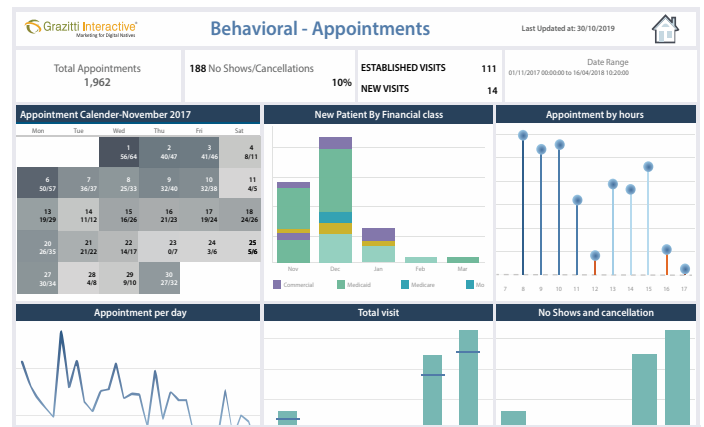 Grazitti Interactive®
Marketing for Digital Natives
Behavioral - Appointments
Last Updated at: 30/10/2019
Total Appointments
1,962
188 No Shows/Cancellations
10%
ESTABLISHED VISITS 111
NEW VISITS 14
Date Range
01/11/2017 00:00:00 to 16/04/2018 10:20:00
Appointment Calender-November 2017
Mon Tue Wed Thu Fri Sat
1 2 3 4
56/64 40/47 41/46 8/11
6 7 8 9 10 11
50/57 36/37 25/33 32/40 32/38 4/5
13 14 15 16 17 18
19/29 11/12 16/26 21/23 19/24 24/26
20 21 22 23 24 25
26/35 21/22 14/17 0/7 3/6 5/6
27 28 29 30
30/34 4/8 9/10 27/32
New Patient By Financial class
Nov Dec Jan Feb Mar
Commercial Medicaid Medicare Mo
Appointment by hours
7 8 9 10 11 12 13 14 15 16 17
Appointment per day
Total visit
No Shows and cancellation